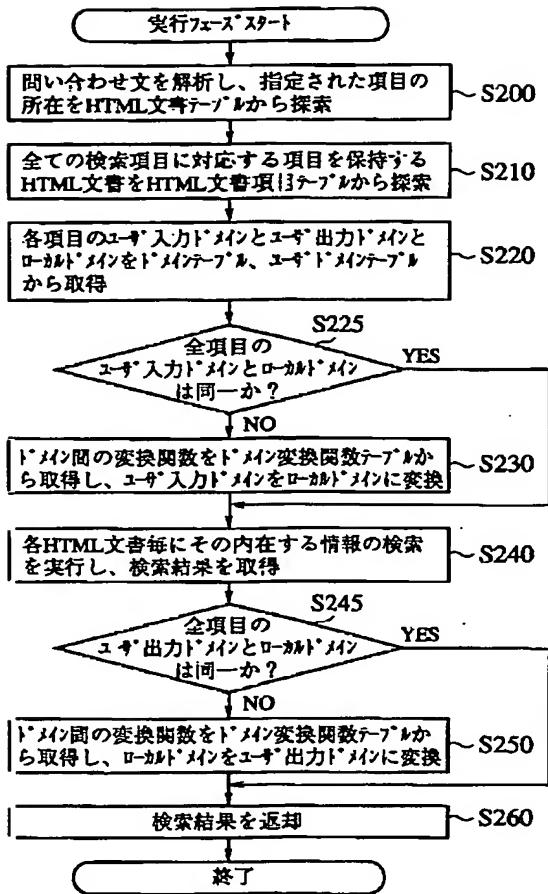 実行フェーズスタート
問い合わせ文を解析し、指定された項目の
所在をHTML文書テーブルから探索
S200
全ての検索項目に対応する項目を保持する
HTML文書をHTML文書項目テーブルから探索
S210
各項目のユーザ入力ドメインとユーザ出力ドメインと
ローカルドメインをドメインテーブル、ユーザドメインテーブル
から取得
S220
S225
全項目の
ユーザ入力ドメインとローカルドメイン
は同一か?
YES
NO
ドメイン間の変換関数をドメイン変換関数テーブルか
ら取得し、ユーザ入力ドメインをローカルドメインに変換
S230
各HTML文書毎にその内在する情報の検索
を実行し、検索結果を取得
S240
S245
全項目の
ユーザ出力ドメインとローカルドメイン
は同一か?
YES
NO
ドメイン間の変換関数をドメイン変換関数テーブルか
ら取得し、ローカルドメインをユーザ出力ドメインに変換
S250
検索結果を返却
S260
終了